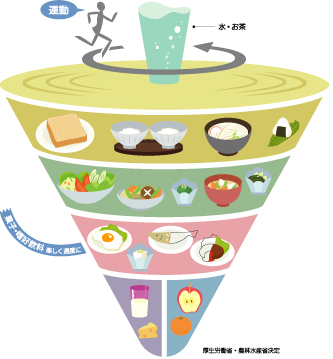 運動
水・お茶
菓子・嗜好飲料 楽しく適度に
厚生労働省・農林水産省決定